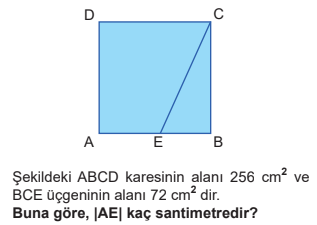 D C
A E B
Şekildeki ABCD karesinin alanı 256 cm² ve
BCE üçgeninin alanı 72 cm² dir.
Buna göre, |AE| kaç santimetredir?